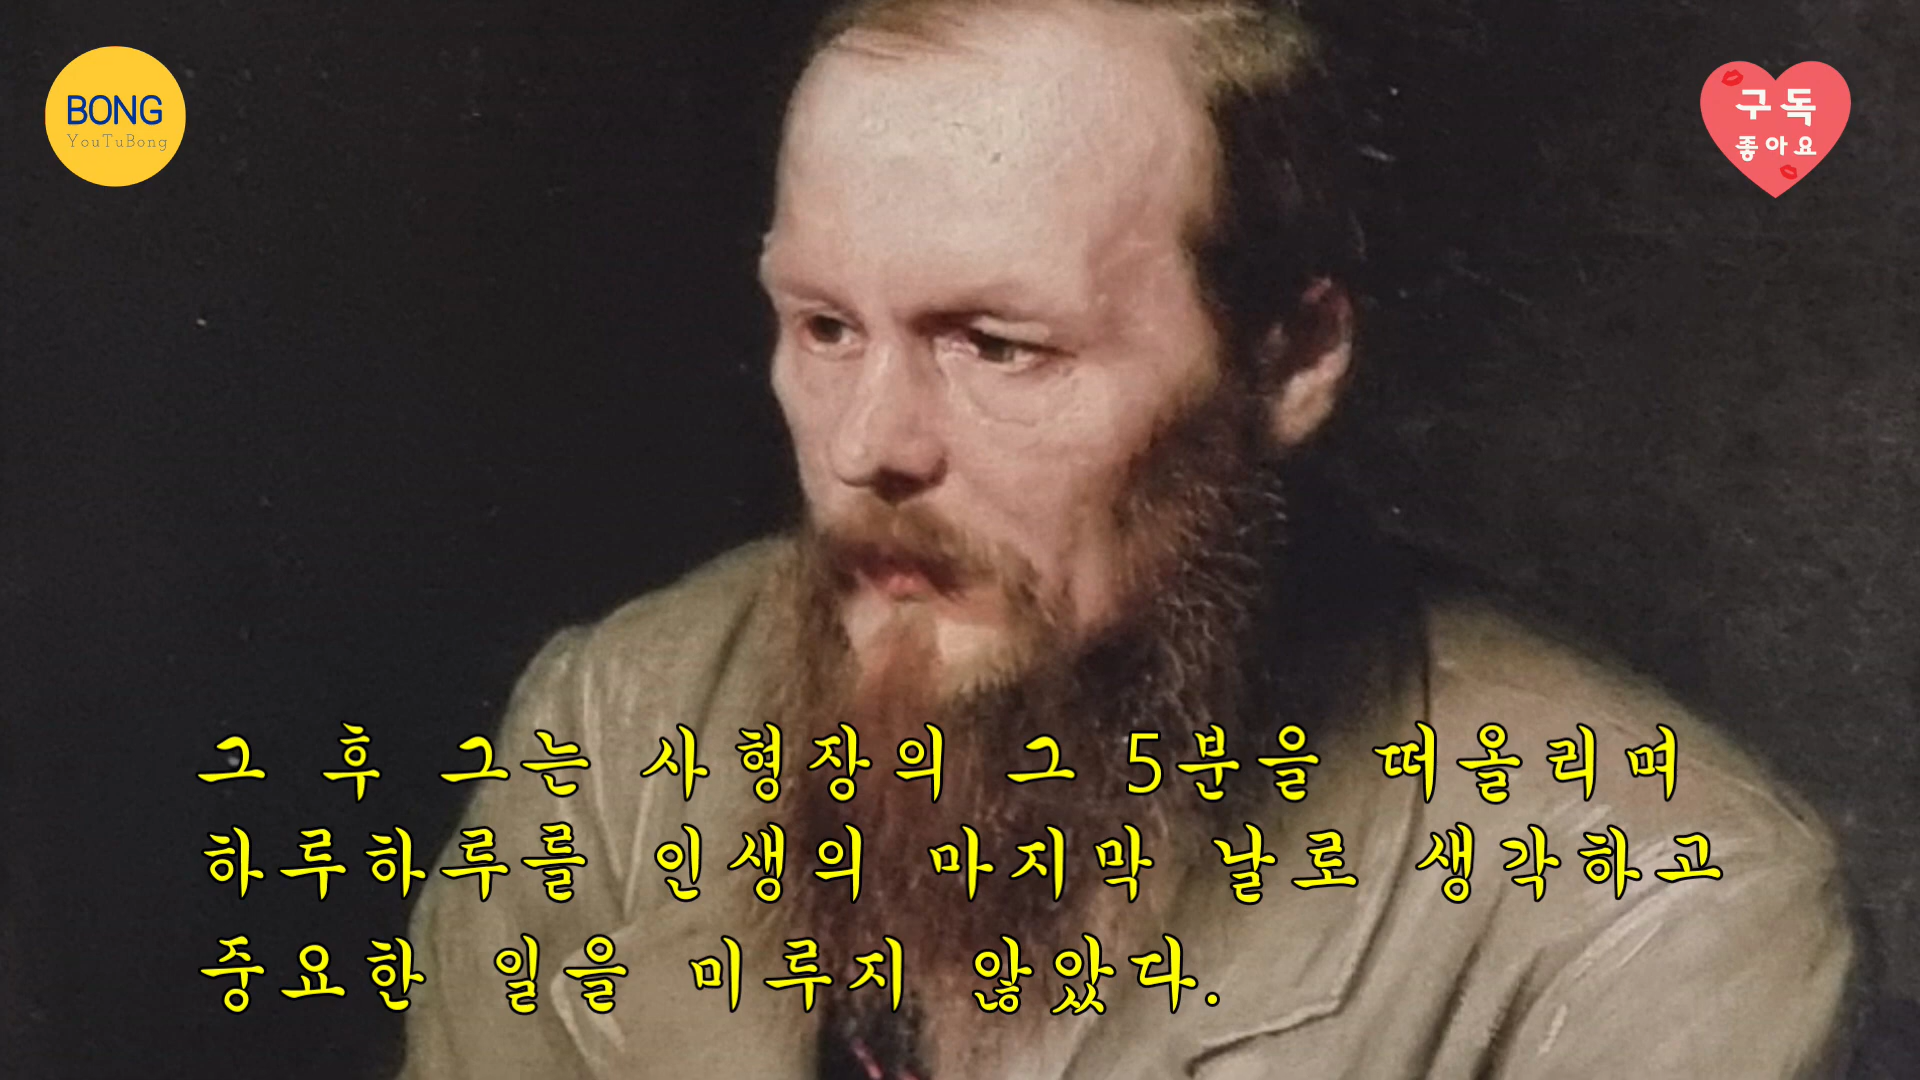 BONG
YouTuBong
구독
좋아요
그 후 그는 사형장의 그 5분을 떠올리며
하루하루를 인생의 마지막 날로 생각하고
중요한 일을 미루지 않았다.